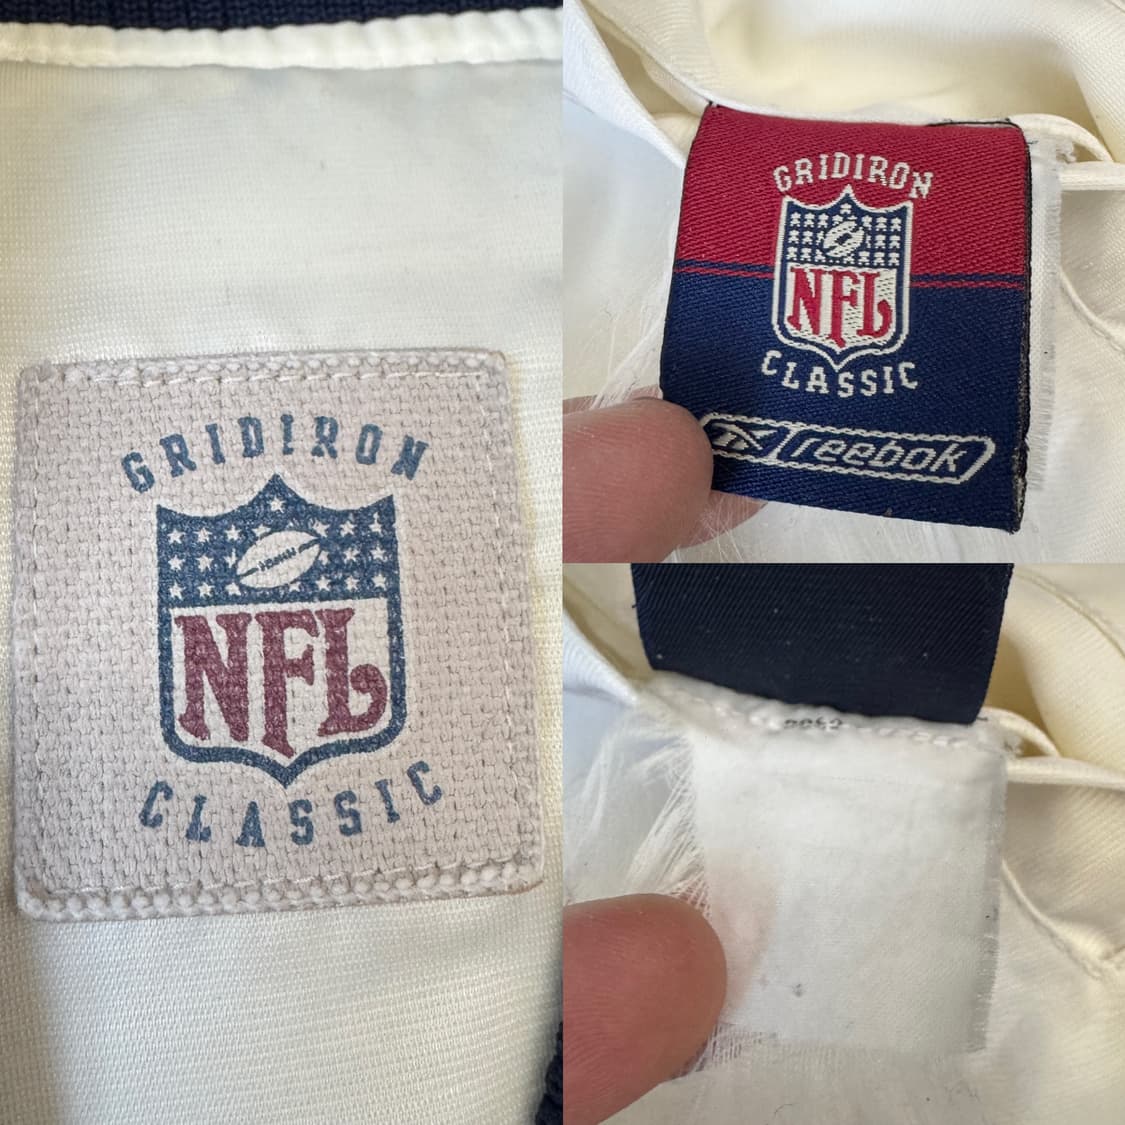 GRIDIRON
NFL
CLASSIC
GRIDIRON
NFL
CLASSIC
reebok